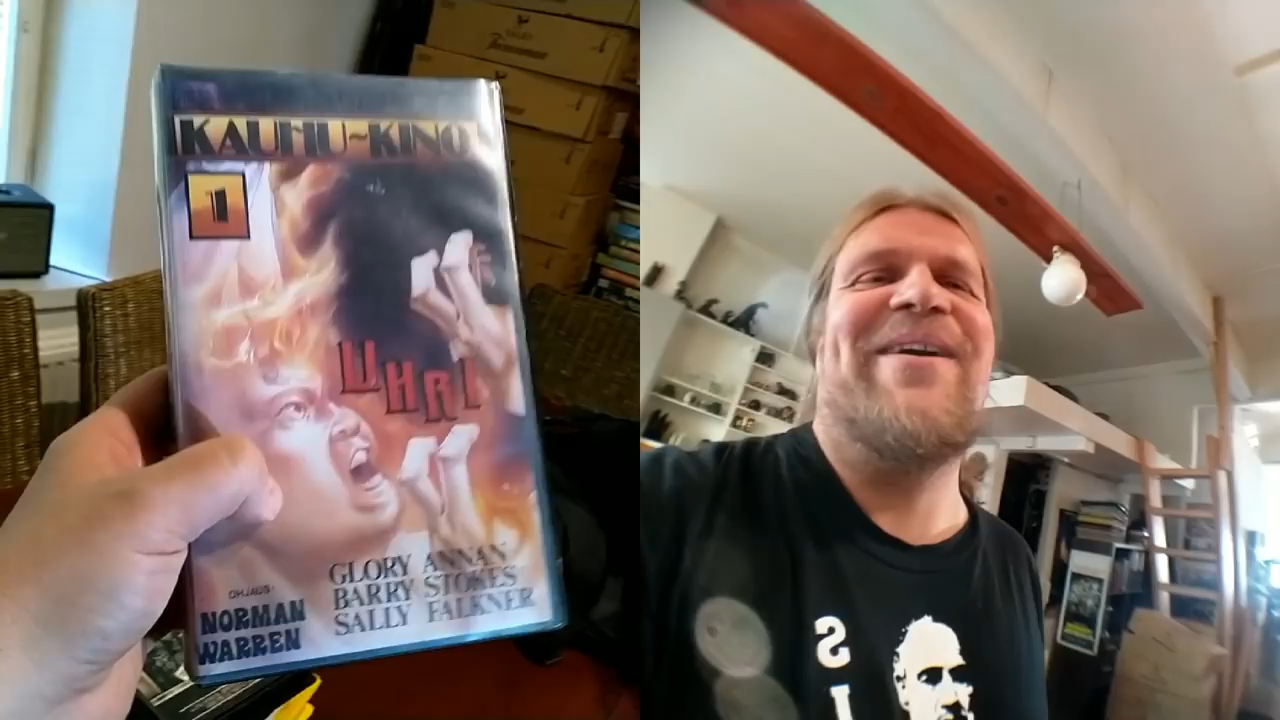 KAUHU-KINO
1
UHRI
OHJAUS:
NORMAN
WARREN
GLORY ANNAN
BARRY STOKES
SALLY FALKNER
S